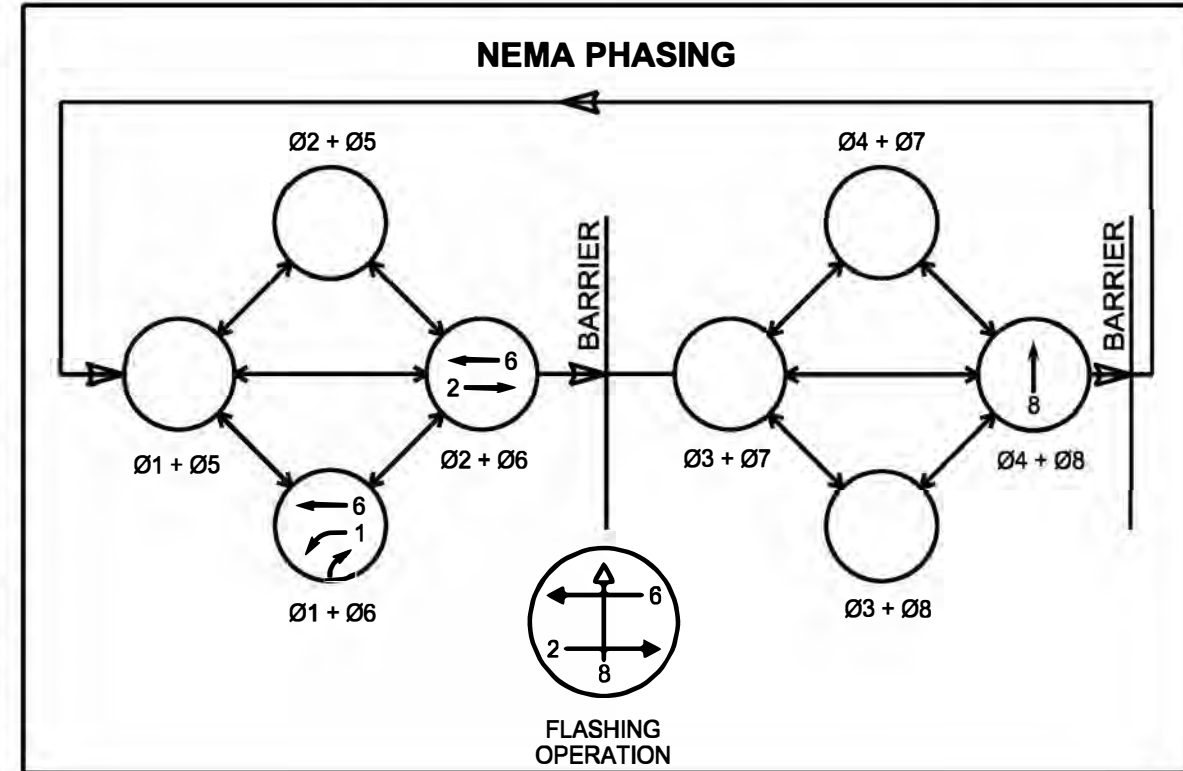 NEMA PHASING
Ø2 + Ø5
Ø4 + Ø7
BARRIER
BARRIER
6
2
8
Ø1 + Ø5
Ø2 + Ø6
Ø3 + Ø7
Ø4 + Ø8
6
1
Ø1 + Ø6
Ø3 + Ø8
6
2
8
FLASHING
OPERATION